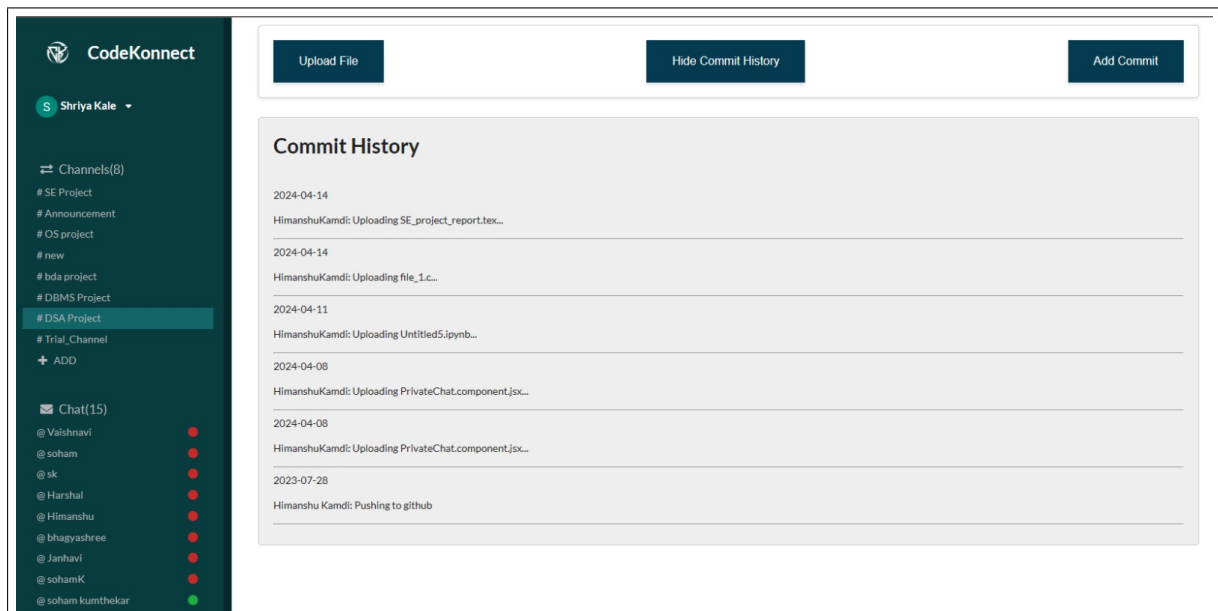 CodeKonnect
S Shriya Kale
Channels(8)
# SE Project
# Announcement
# OS project
# new
# bda project
# DBMS Project
# DSA Project
# Trial_Channel
+ ADD
Chat(15)
@ Vaishnavi
@ soham
@ sk
@ Harshal
@ Himanshu
@ bhagyashree
@ Janhavi
@ sohamK
@ soham kumthekar
Upload File
Hide Commit History
Add Commit
Commit History
2024-04-14
HimanshuKamdi: Uploading SE_project_report.tex...
2024-04-14
HimanshuKamdi: Uploading file_1.c...
2024-04-11
HimanshuKamdi: Uploading Untitled5.ipynb...
2024-04-08
HimanshuKamdi: Uploading PrivateChat.component.jsx...
2024-04-08
HimanshuKamdi: Uploading PrivateChat.component.jsx...
2023-07-28
Himanshu Kamdi: Pushing to github